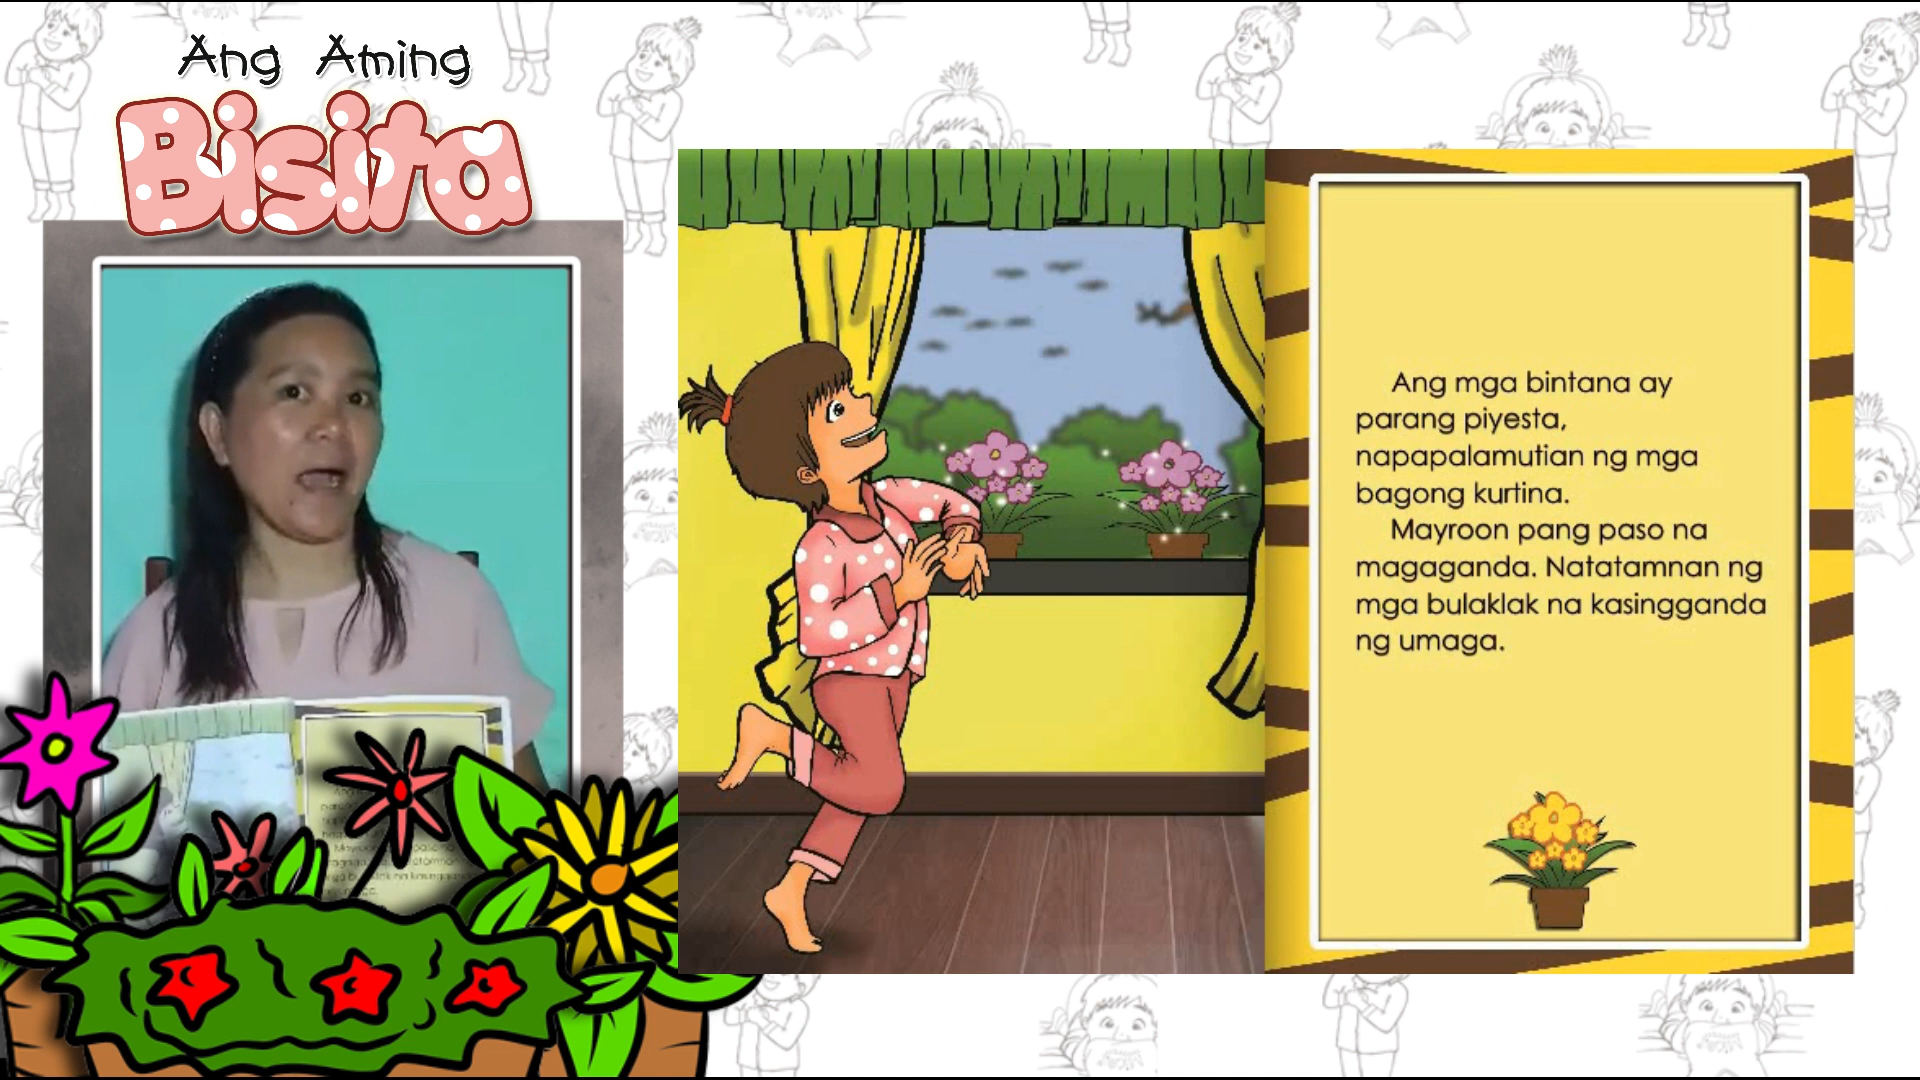 Ang Aming
Bisita
Ang mga bintana ay
parang piyesta,
napapalamutian ng mga
bagong kurtina.
Mayroon pang paso na
magaganda. Natatamnan ng
mga bulaklak na kasingganda
ng umaga.